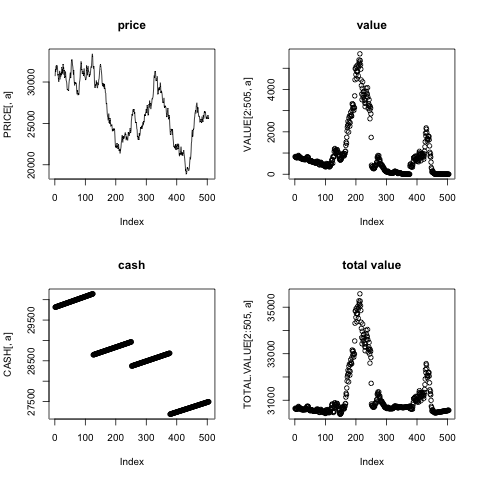 price
PRICE[, a]
20000 25000 30000
0 100 200 300 400 500
Index
value
VALUE[2:505, a]
0 2000 4000
0 100 200 300 400 500
Index
cash
CASH[, a]
27500 28500 29500
0 100 200 300 400 500
Index
total value
TOTAL.VALUE[2:505, a]
31000 33000 35000
0 100 200 300 400 500
Index